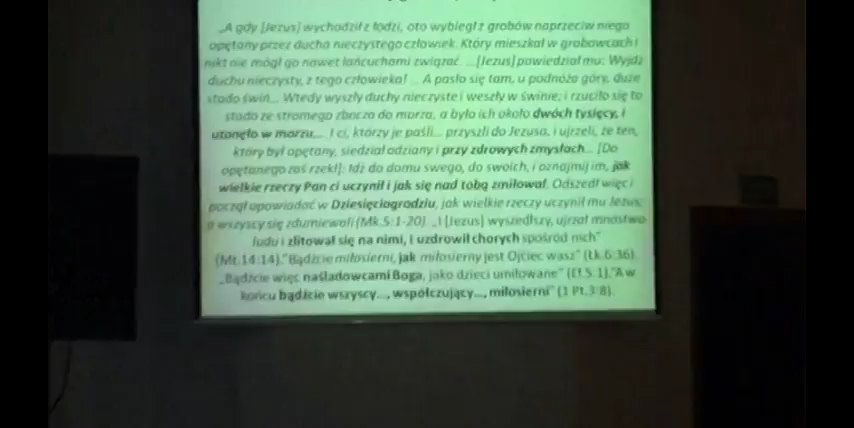 „A gdy [Jezus] wychodził z łodzi, oto wybiegł z grobów naprzeciw niego
opętany przez ducha nieczystego człowiek. Który mieszkał w grobowcach i
nikt nie mógł go nawet łańcuchami związać. ...[Jezus] powiedział mu: Wyjdź
duchu nieczysty, z tego człowieka! ... A pasło się tam, u podnóża góry, duże
stado świń... Wtedy wyszły duchy nieczyste i weszły w świnie, i rzuciło się to
stado ze stromego zbocza do morza, a było ich około dwóch tysięcy, i
utonęło w morzu... I ci, którzy je paśli... przyszli do Jezusa, i ujrzeli, że ten,
który był opętany, siedział odziany i przy zdrowych zmysłach... [Do
opętanego zaś rzekł]: Idź do domu swego, do swoich, i oznajmij im, jak
wielkie rzeczy Pan ci uczynił i jak się nad tobą zmiłował. Odszedł więc i
począł opowiadać w Dziesięciogrodziu, jak wielkie rzeczy uczynił mu Jezus;
a wszyscy się zdumiewali (Mk.5:1-20). „I [Jezus] wyszedłszy, ujrzał mnóstwo
ludu i zlitował się na nimi, i uzdrowił chorych spośród nich"
(Mt.14:14)."Bądźcie miłosierni, jak miłosierny jest Ojciec wasz" (Łk.6:36).
„Bądźcie więc naśladowcami Boga, jako dzieci umiłowane" (Ef.5:1)."A w
końcu bądźcie wszyscy..., współczujący..., miłosierni" (1 Pt.3:8).